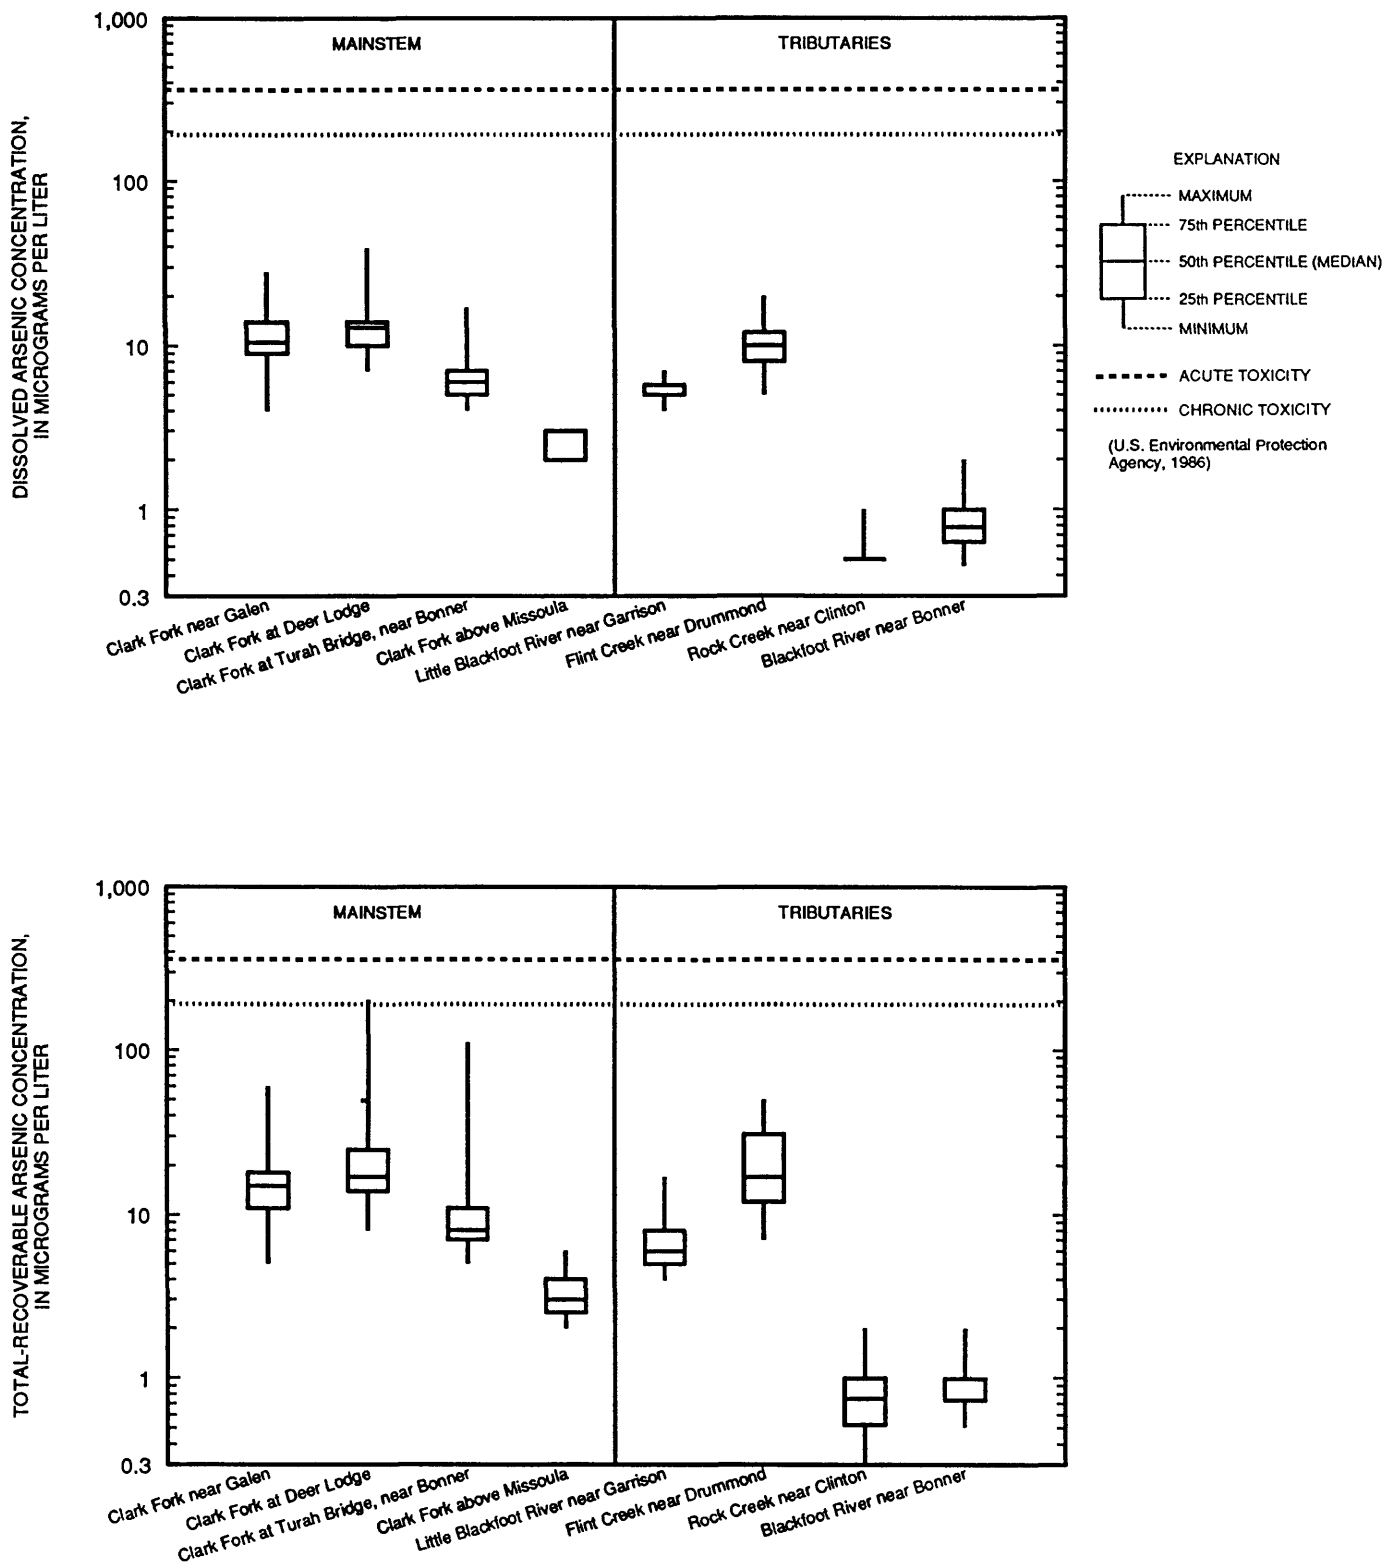 DISSOLVED ARSENIC CONCENTRATION,
IN MICROGRAMS PER LITER
1,000
100
10
1
0.3
MAINSTEM
TRIBUTARIES
Clark Fork near Galen
Clark Fork at Deer Lodge
Clark Fork at Turah Bridge, near Bonner
Clark Fork above Missoula
Little Blackfoot River near Garrison
Flint Creek near Drummond
Rock Creek near Clinton
Blackfoot River near Bonner
EXPLANATION
MAXIMUM
75th PERCENTILE
50th PERCENTILE (MEDIAN)
25th PERCENTILE
MINIMUM
ACUTE TOXICITY
CHRONIC TOXICITY
(U.S. Environmental Protection
Agency, 1986)
TOTAL-RECOVERABLE ARSENIC CONCENTRATION,
IN MICROGRAMS PER LITER
1,000
100
10
1
0.3
MAINSTEM
TRIBUTARIES
Clark Fork near Galen
Clark Fork at Deer Lodge
Clark Fork at Turah Bridge, near Bonner
Clark Fork above Missoula
Little Blackfoot River near Garrison
Flint Creek near Drummond
Rock Creek near Clinton
Blackfoot River near Bonner